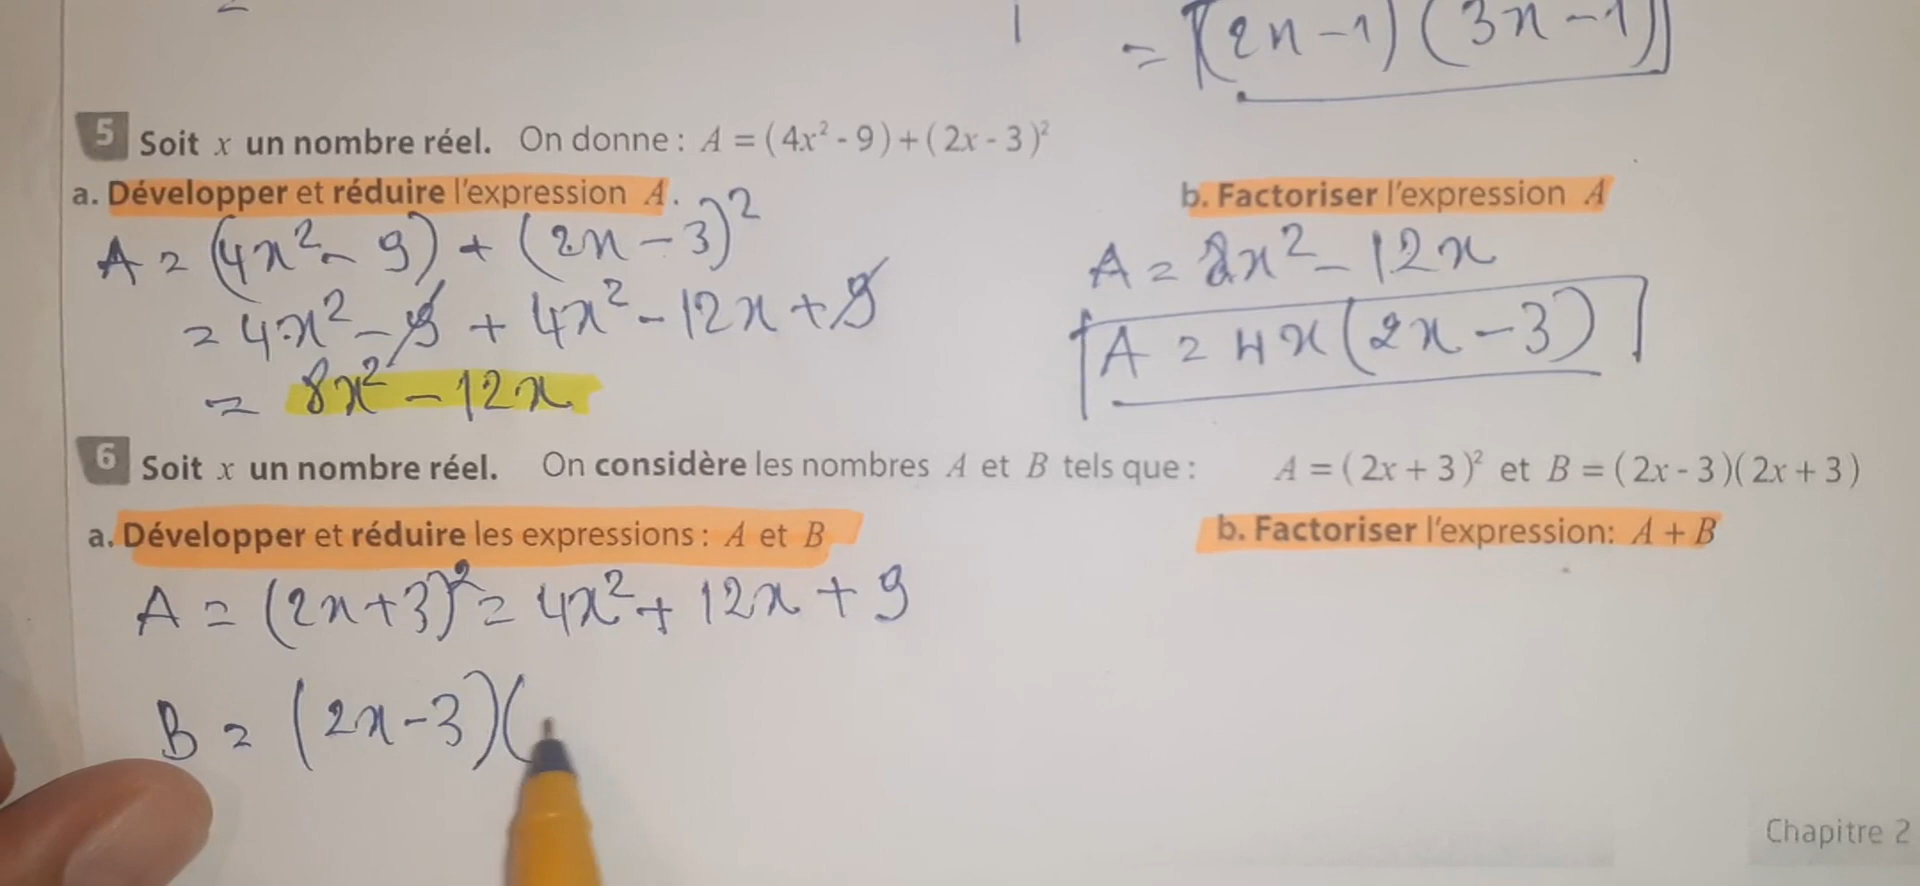 = (2x-1)(3x-1)
5 Soit x un nombre réel. On donne : A = (4x² - 9) + (2x - 3)²
a. Développer et réduire l'expression A.
A = (4x² - 9) + (2x - 3)²
= 4x² - 9 + 4x² - 12x + 9
= 8x² - 12x
b. Factoriser l'expression A
A = 8x² - 12x
A = 4x(2x-3)
6 Soit x un nombre réel. On considère les nombres A et B tels que : A = (2x + 3)² et B = (2x - 3)(2x + 3)
a. Développer et réduire les expressions : A et B
A = (2x+3)² = 4x² + 12x + 9
B = (2x-3)(
b. Factoriser l'expression: A + B
Chapitre 2